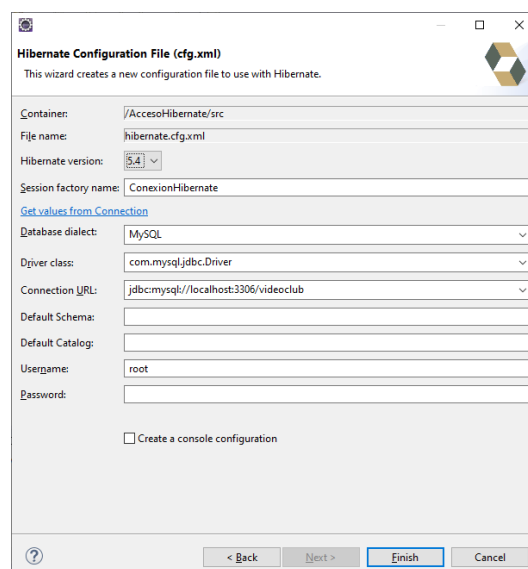 Hibernate Configuration File (cfg.xml)
This wizard creates a new configuration file to use with Hibernate.
Container: /AccesoHibernate/src
File name: hibernate.cfg.xml
Hibernate version: 5.4
Session factory name: ConexionHibernate
Get values from Connection
Database dialect: MySQL
Driver class: com.mysql.jdbc.Driver
Connection URL: jdbc:mysql://localhost:3306/videoclub
Default Schema:
Default Catalog:
Username: root
Password:
Create a console configuration
? < Back Next > Finish Cancel